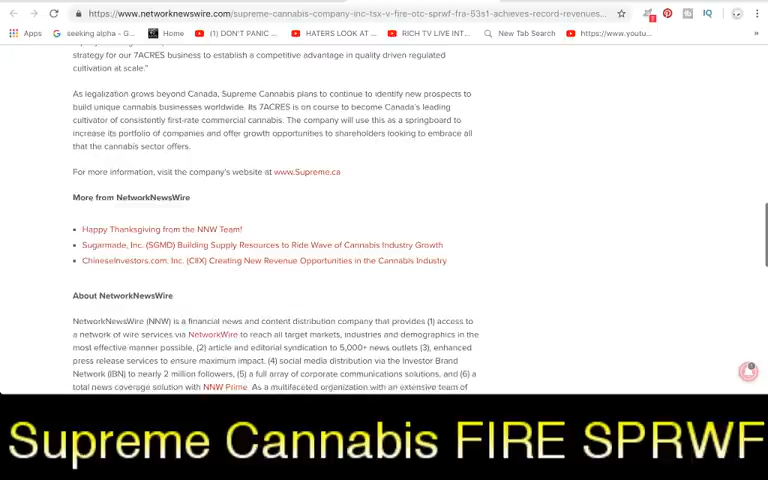 https://www.networknewswire.com/supreme-cannabis-company-inc-tsx-v-fire-otc-sprwf-fra-53s1-achieves-record-revenues...
Apps seeking alpha - G... Home (1) DON'T PANIC ... HATERS LOOK AT ... RICH TV LIVE INT... New Tab Search https://www.youtu... »
strategy for our 7ACRES business to establish a competitive advantage in quality driven regulated
cultivation at scale."
As legalization grows beyond Canada, Supreme Cannabis plans to continue to identify new prospects to
build unique cannabis businesses worldwide. Its 7ACRES is on course to become Canada's leading
cultivator of consistently first-rate commercial cannabis. The company will use this as a springboard to
increase its portfolio of companies and offer growth opportunities to shareholders looking to embrace all
that the cannabis sector offers.
For more information, visit the company's website at www.Supreme.ca
More from NetworkNewsWire
Happy Thanksgiving from the NNW Team!
Sugarmade, Inc. (SGMD) Building Supply Resources to Ride Wave of Cannabis Industry Growth
ChineseInvestors.com, Inc. (CIIX) Creating New Revenue Opportunities in the Cannabis Industry
About NetworkNewsWire
NetworkNewsWire (NNW) is a financial news and content distribution company that provides (1) access to
a network of wire services via NetworkWire to reach all target markets, industries and demographics in the
most effective manner possible, (2) article and editorial syndication to 5,000+ news outlets (3), enhanced
press release services to ensure maximum impact, (4) social media distribution via the Investor Brand
Network (IBN) to nearly 2 million followers, (5) a full array of corporate communications solutions, and (6) a
total news coverage solution with NNW Prime. As a multifaceted organization with an extensive team of
Supreme Cannabis FIRE SPRWF